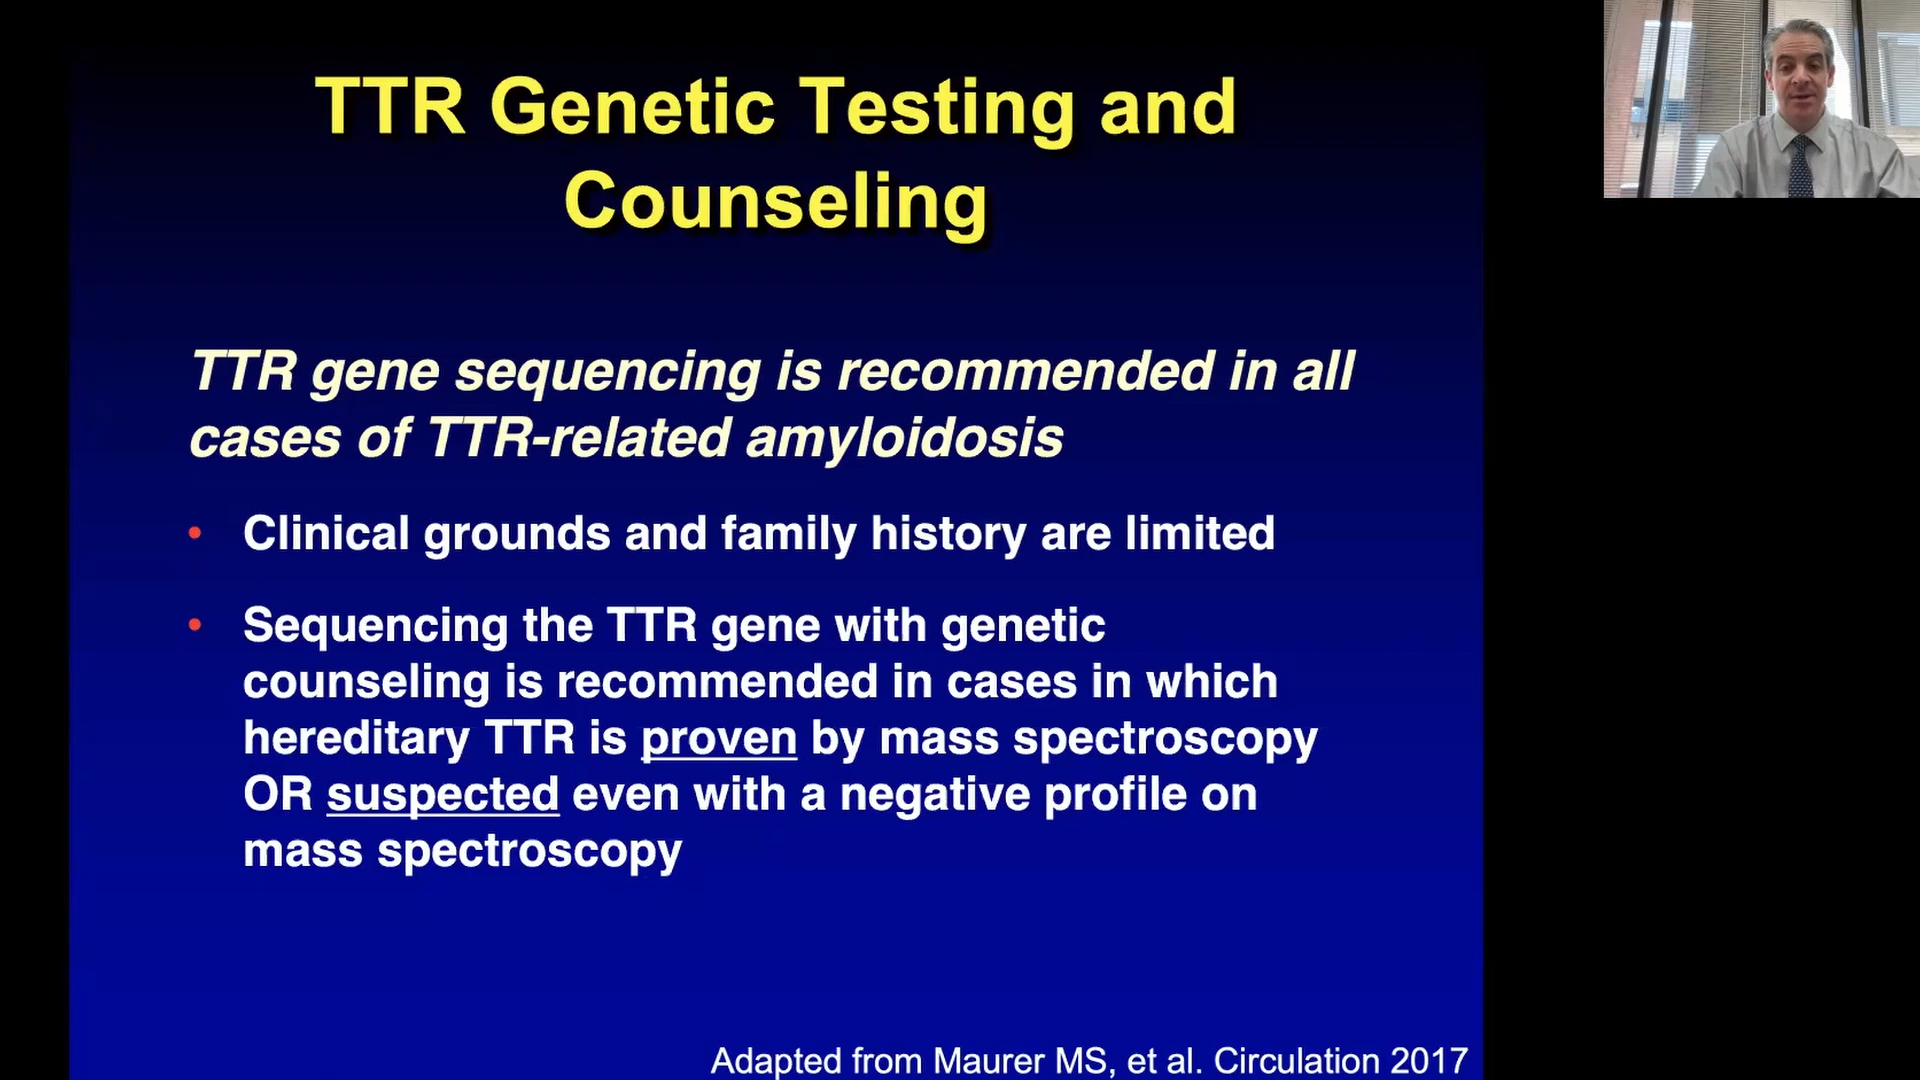 TTR Genetic Testing and
Counseling
TTR gene sequencing is recommended in all
cases of TTR-related amyloidosis
• Clinical grounds and family history are limited
• Sequencing the TTR gene with genetic
counseling is recommended in cases in which
hereditary TTR is proven by mass spectroscopy
OR suspected even with a negative profile on
mass spectroscopy
Adapted from Maurer MS, et al. Circulation 2017